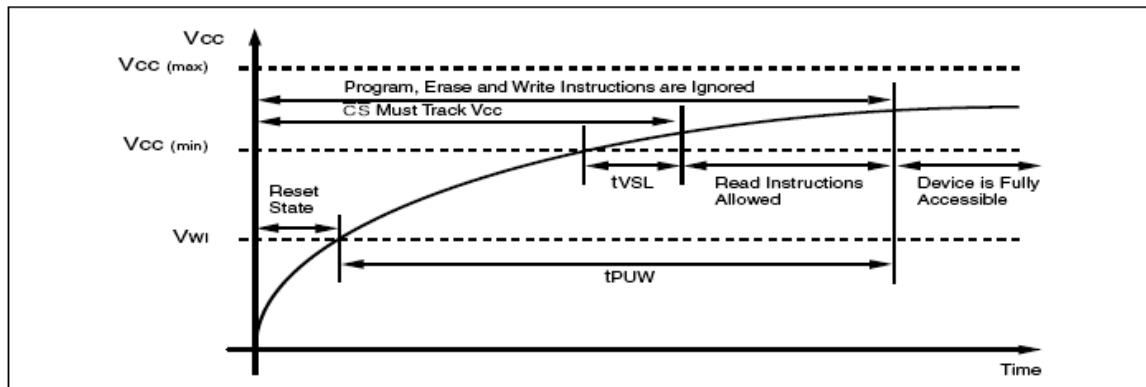 Vcc
Vcc (max)
Program, Erase and Write Instructions are Ignored
CS Must Track Vcc
Vcc (min)
tVSL
Read Instructions
Allowed
Device is Fully
Accessible
Reset
State
VWI
tPUW
Time